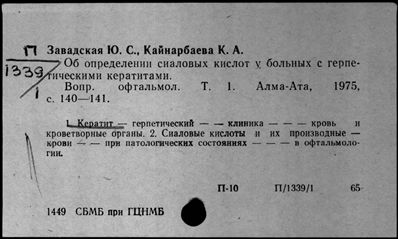 П
1339
1
Завадская Ю. С., Кайнарбаева К. А.
Об определении сиаловых кислот у больных с герпе-
тическими кератитами.
Вопр. офтальмол. Т. 1. Алма-Ата, 1975,
с. 140—141.
1. Кератит — герпетический — — клиника — — — кровь и
кроветворные органы. 2. Сиаловые кислоты и их производные —
крови — — при патологических состояниях — — — в офтальмоло-
гии.
П-10 П/1339/1 65
1449 СБМБ при ГЦНМБ